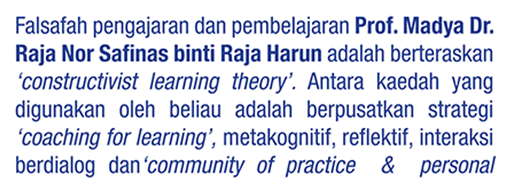 Falsafah pengajaran dan pembelajaran Prof. Madya Dr.
Raja Nor Safinas binti Raja Harun adalah berteraskan
‘constructivist learning theory’. Antara kaedah yang
digunakan oleh beliau adalah berpusatkan strategi
‘coaching for learning’, metakognitif, reflektif, interaksi
berdialog dan‘community of practice & personal